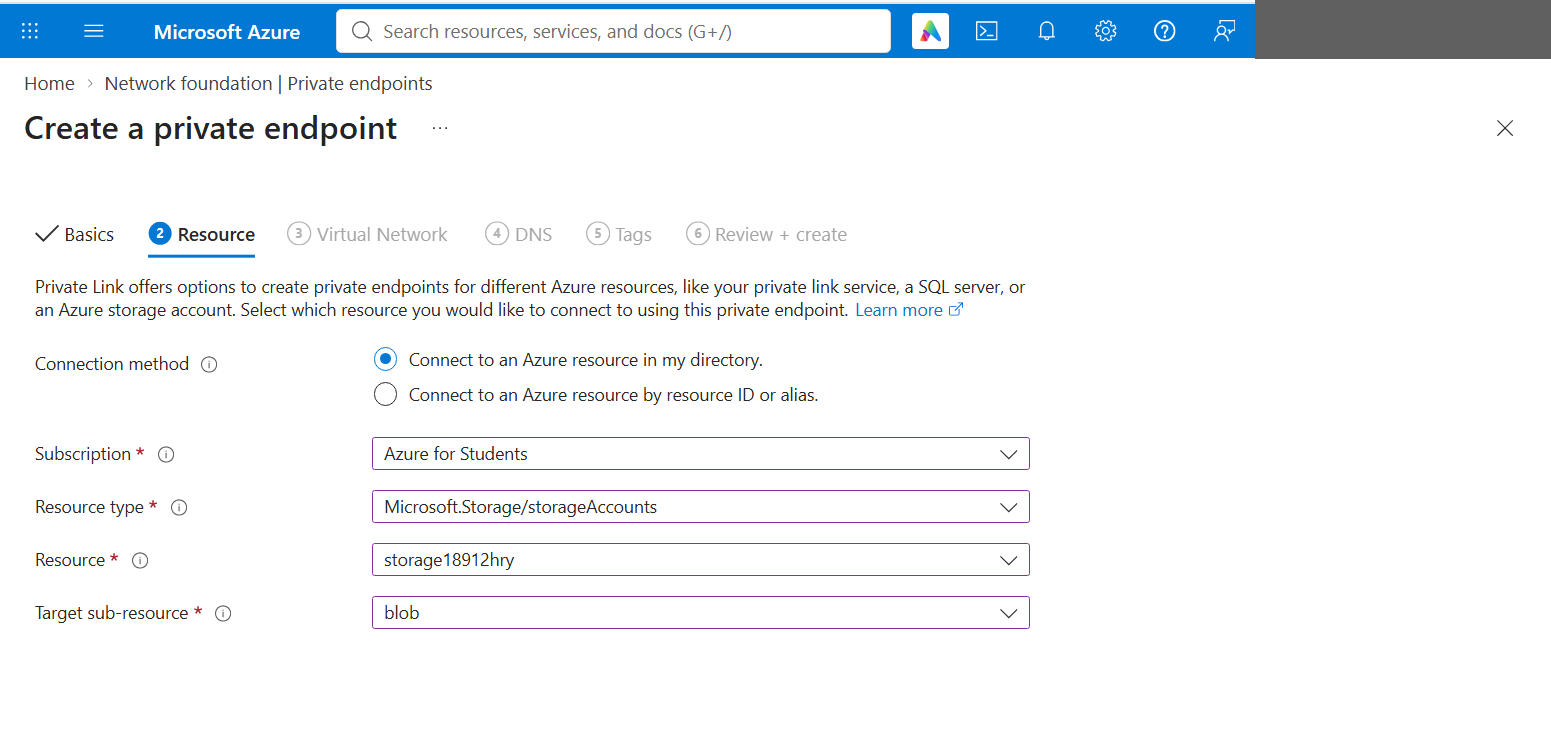 Microsoft Azure Search resources, services, and docs (G+/)
Home > Network foundation | Private endpoints
Create a private endpoint ...
Basics 2 Resource 3 Virtual Network 4 DNS 5 Tags 6 Review + create
Private Link offers options to create private endpoints for different Azure resources, like your private link service, a SQL server, or
an Azure storage account. Select which resource you would like to connect to using this private endpoint. Learn more
Connection method
Connect to an Azure resource in my directory.
Connect to an Azure resource by resource ID or alias.
Subscription * Azure for Students
Resource type * Microsoft.Storage/storageAccounts
Resource * storage18912hry
Target sub-resource * blob